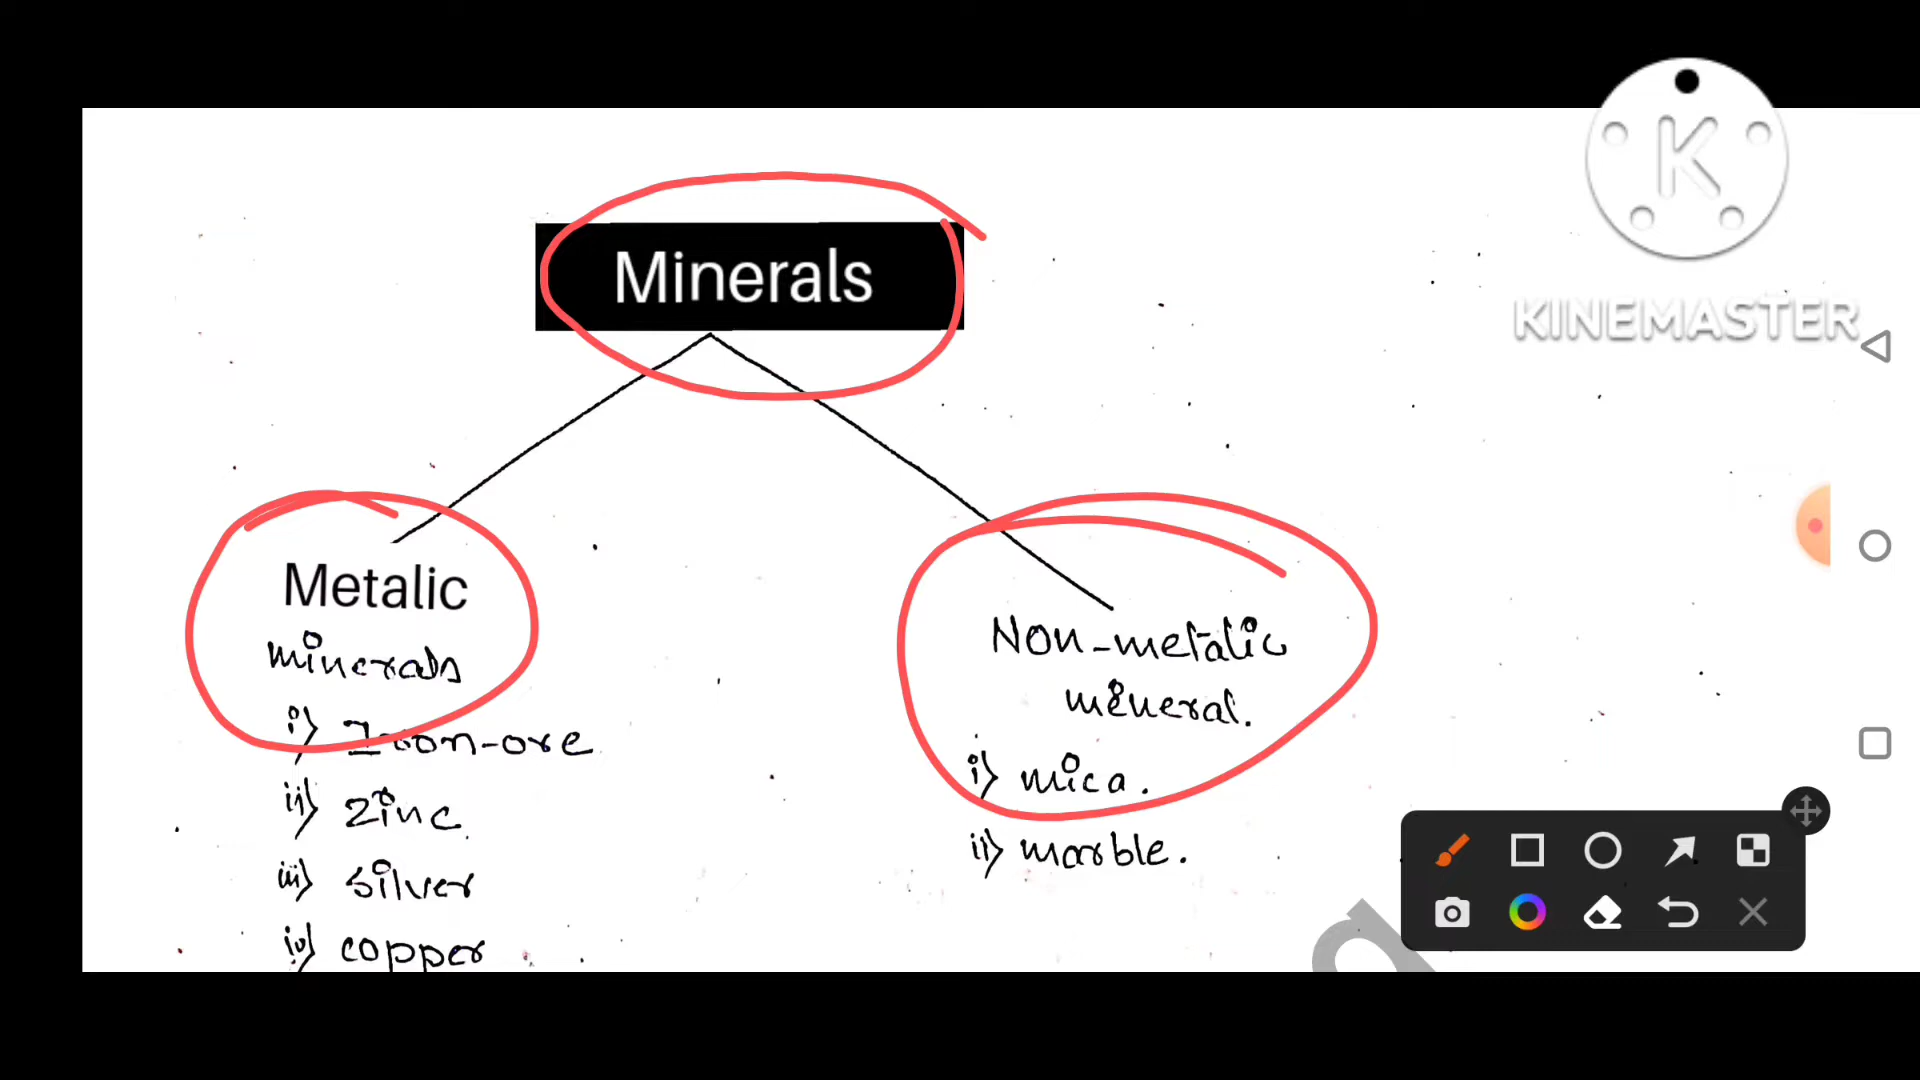 KINEMASTER
Minerals
Metalic
minerals
i) Iron-ore
ii) Zinc
iii) silver
iv) copper
Non-metalic
mineral.
i) mica.
ii) marble.